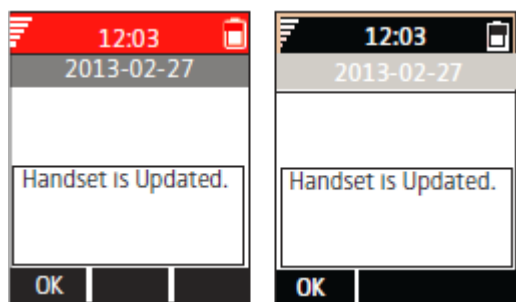 12:03
2013-02-27
Handset is Updated.
OK
12:03
2013-02-27
Handset is Updated.
OK